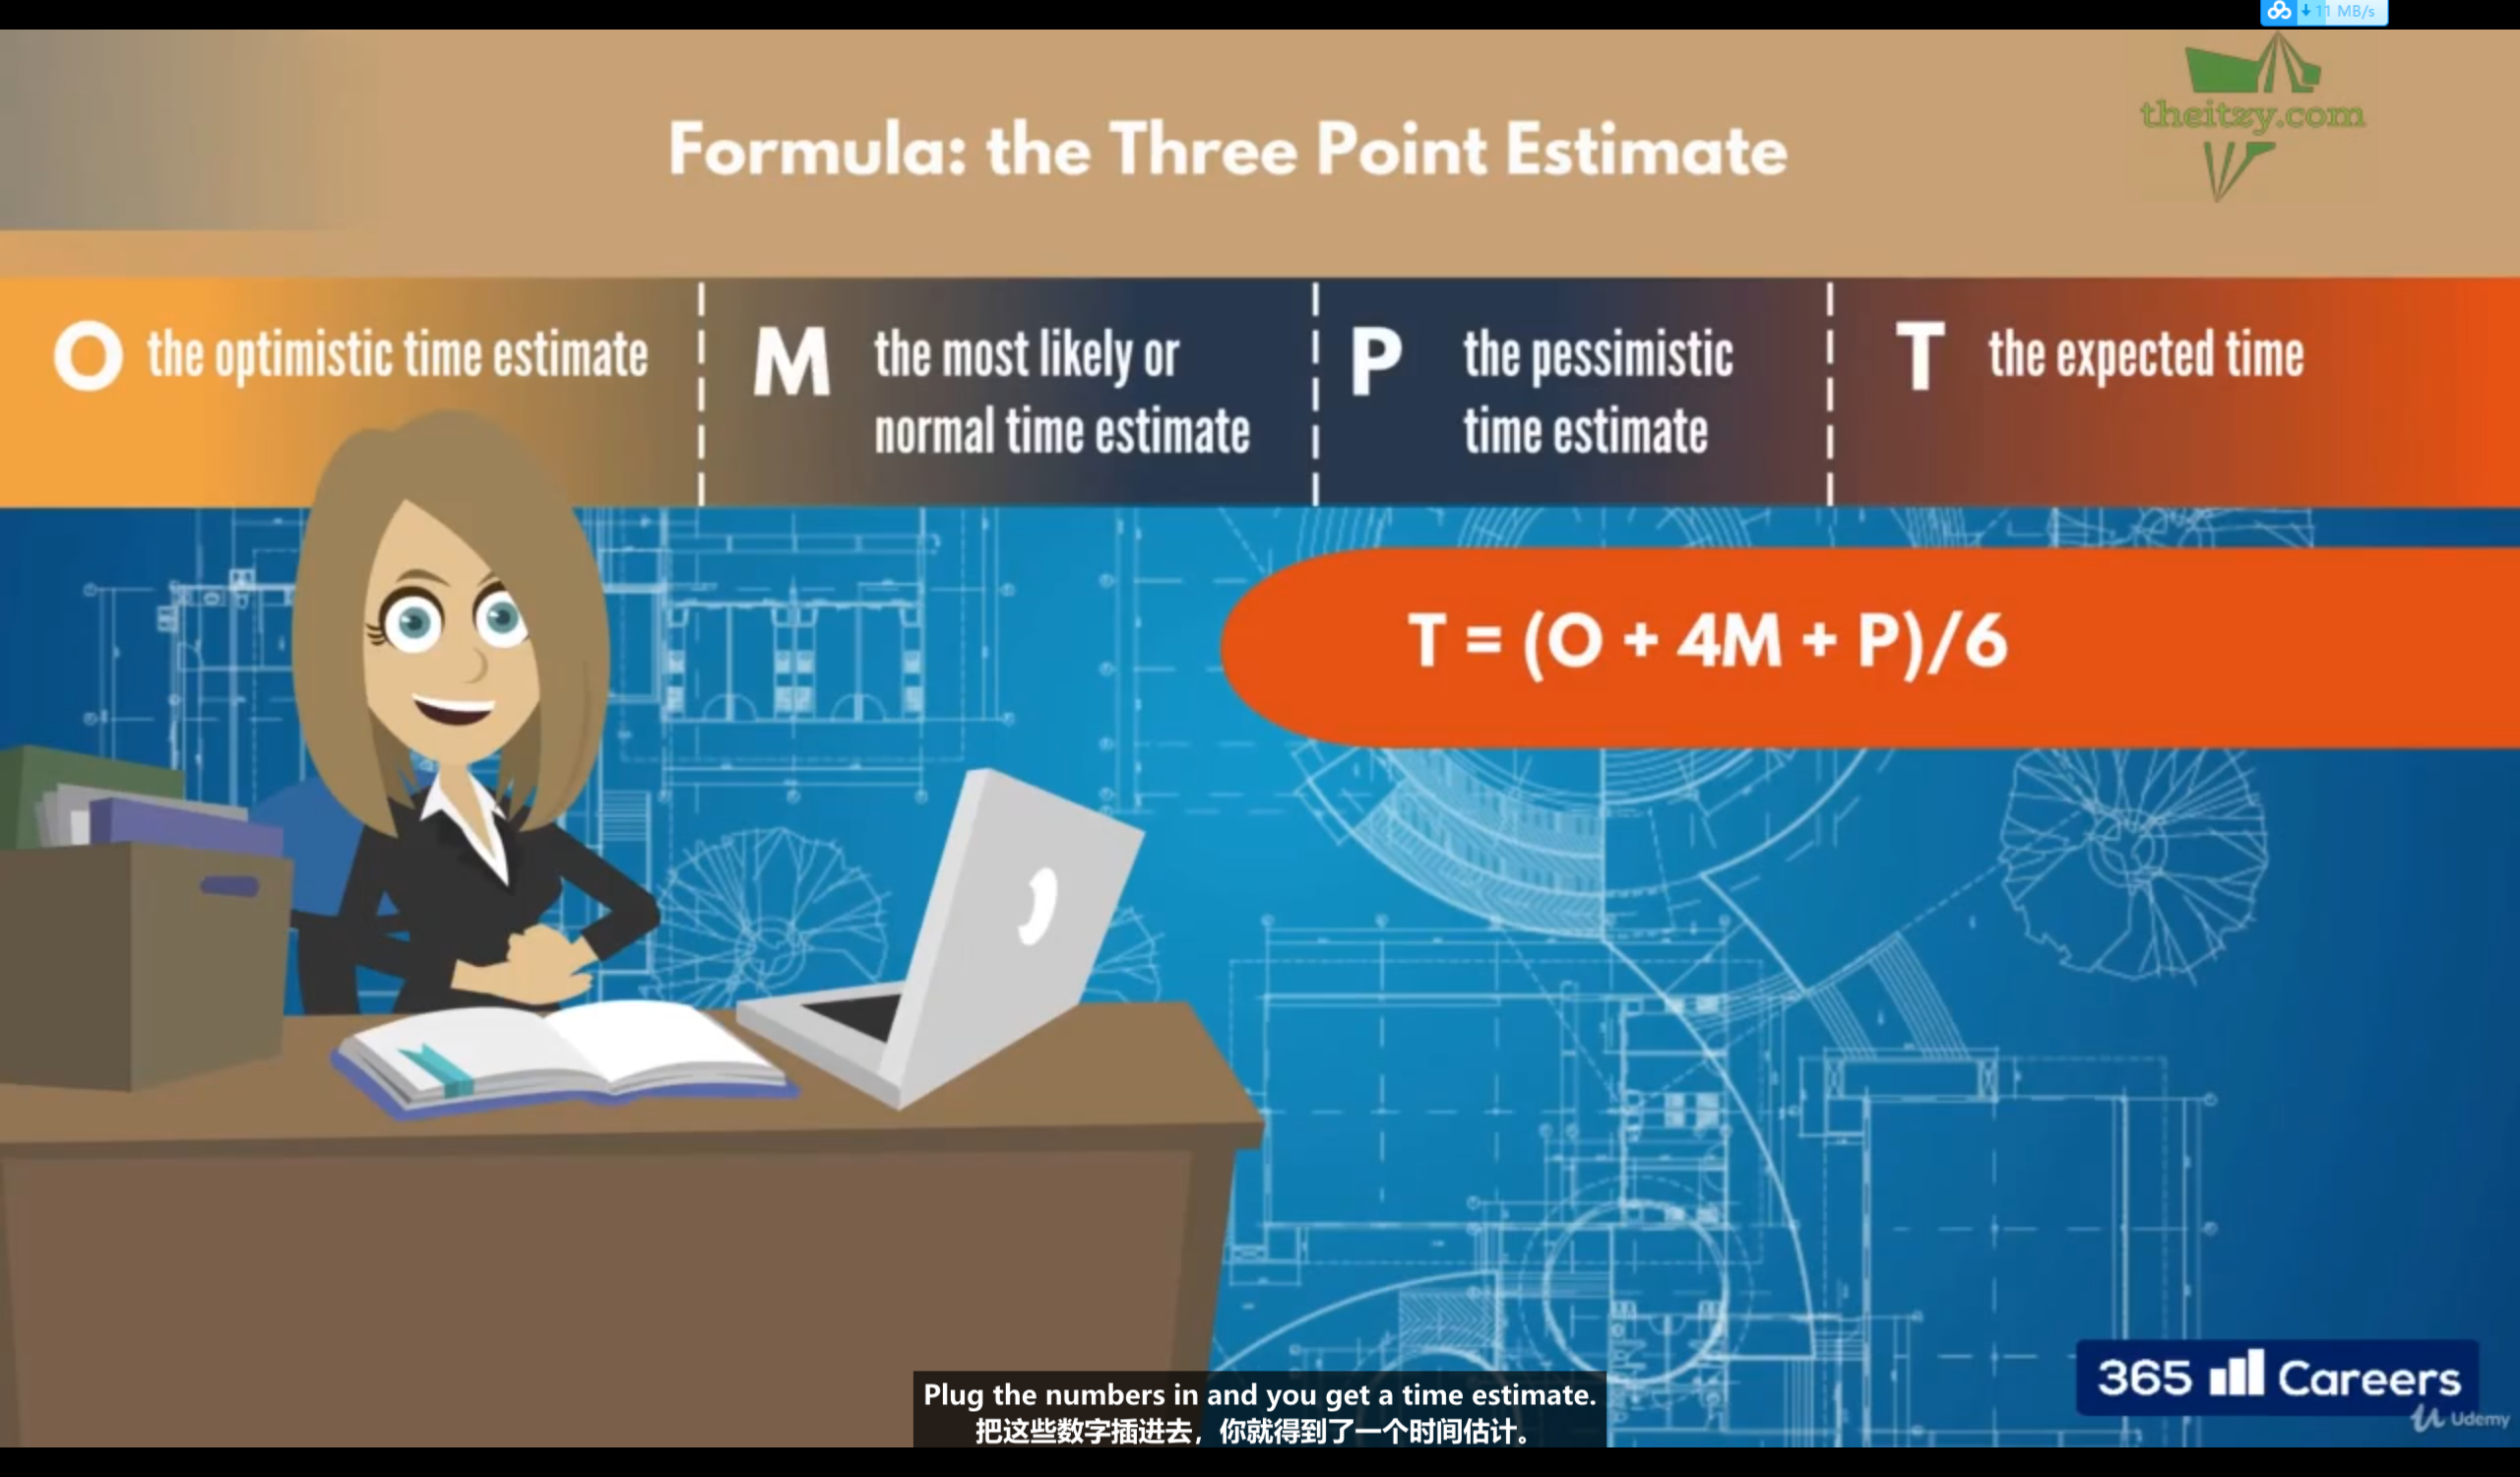 11 MB/s
theitzy.com
Formula: the Three Point Estimate
O the optimistic time estimate
M the most likely or
normal time estimate
P the pessimistic
time estimate
T the expected time
T = (O + 4M + P)/6
365 Careers
Udemy
Plug the numbers in and you get a time estimate.
把这些数字插进去，你就得到了一个时间估计。